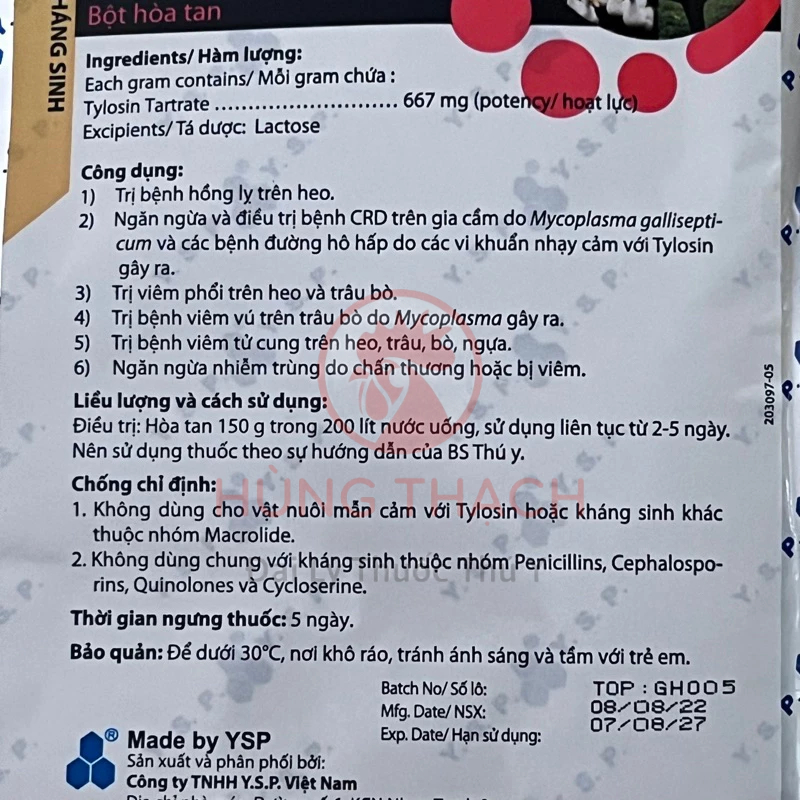 Bột hòa tan
KHÁNG SINH
Ingredients/ Hàm lượng:
Each gram contains/ Mỗi gram chứa :
Tylosin Tartrate ............................ 667 mg (potency/ hoạt lực)
Excipients/ Tá dược: Lactose
Công dụng:
1) Trị bệnh hồng lỵ trên heo.
2) Ngăn ngừa và điều trị bệnh CRD trên gia cầm do Mycoplasma gallisepti-
cum và các bệnh đường hô hấp do các vi khuẩn nhạy cảm với Tylosin
gây ra.
3) Trị viêm phổi trên heo và trâu bò.
4) Trị bệnh viêm vú trên trâu bò do Mycoplasma gây ra.
5) Trị bệnh viêm tử cung trên heo, trâu, bò, ngựa.
6) Ngăn ngừa nhiễm trùng do chấn thương hoặc bị viêm.
203097-05
Liều lượng và cách sử dụng:
Điều trị: Hòa tan 150 g trong 200 lít nước uống, sử dụng liên tục từ 2-5 ngày.
Nên sử dụng thuốc theo sự hướng dẫn của BS Thú y.
Chống chỉ định:
HÙNG THẠCH
1. Không dùng cho vật nuôi mẫn cảm với Tylosin hoặc kháng sinh khác
thuộc nhóm Macrolide.
2. Không dùng chung với kháng sinh thuộc nhóm Penicillins, Cephalospo-
Đại Lý Thuốc Thú Y
rins, Quinolones và Cycloserine.
Thời gian ngưng thuốc: 5 ngày.
Bảo quản: Để dưới 30°C, nơi khô ráo, tránh ánh sáng và tầm với trẻ em.
Batch No/ Số lô: TOP : GH005
Mfg. Date/ NSX: 08/08/22
Exp. Date/ Hạn sử dụng: 07/08/27
® Made by YSP
Sản xuất và phân phối bởi:
Công ty TNHH Y.S.P. Việt Nam